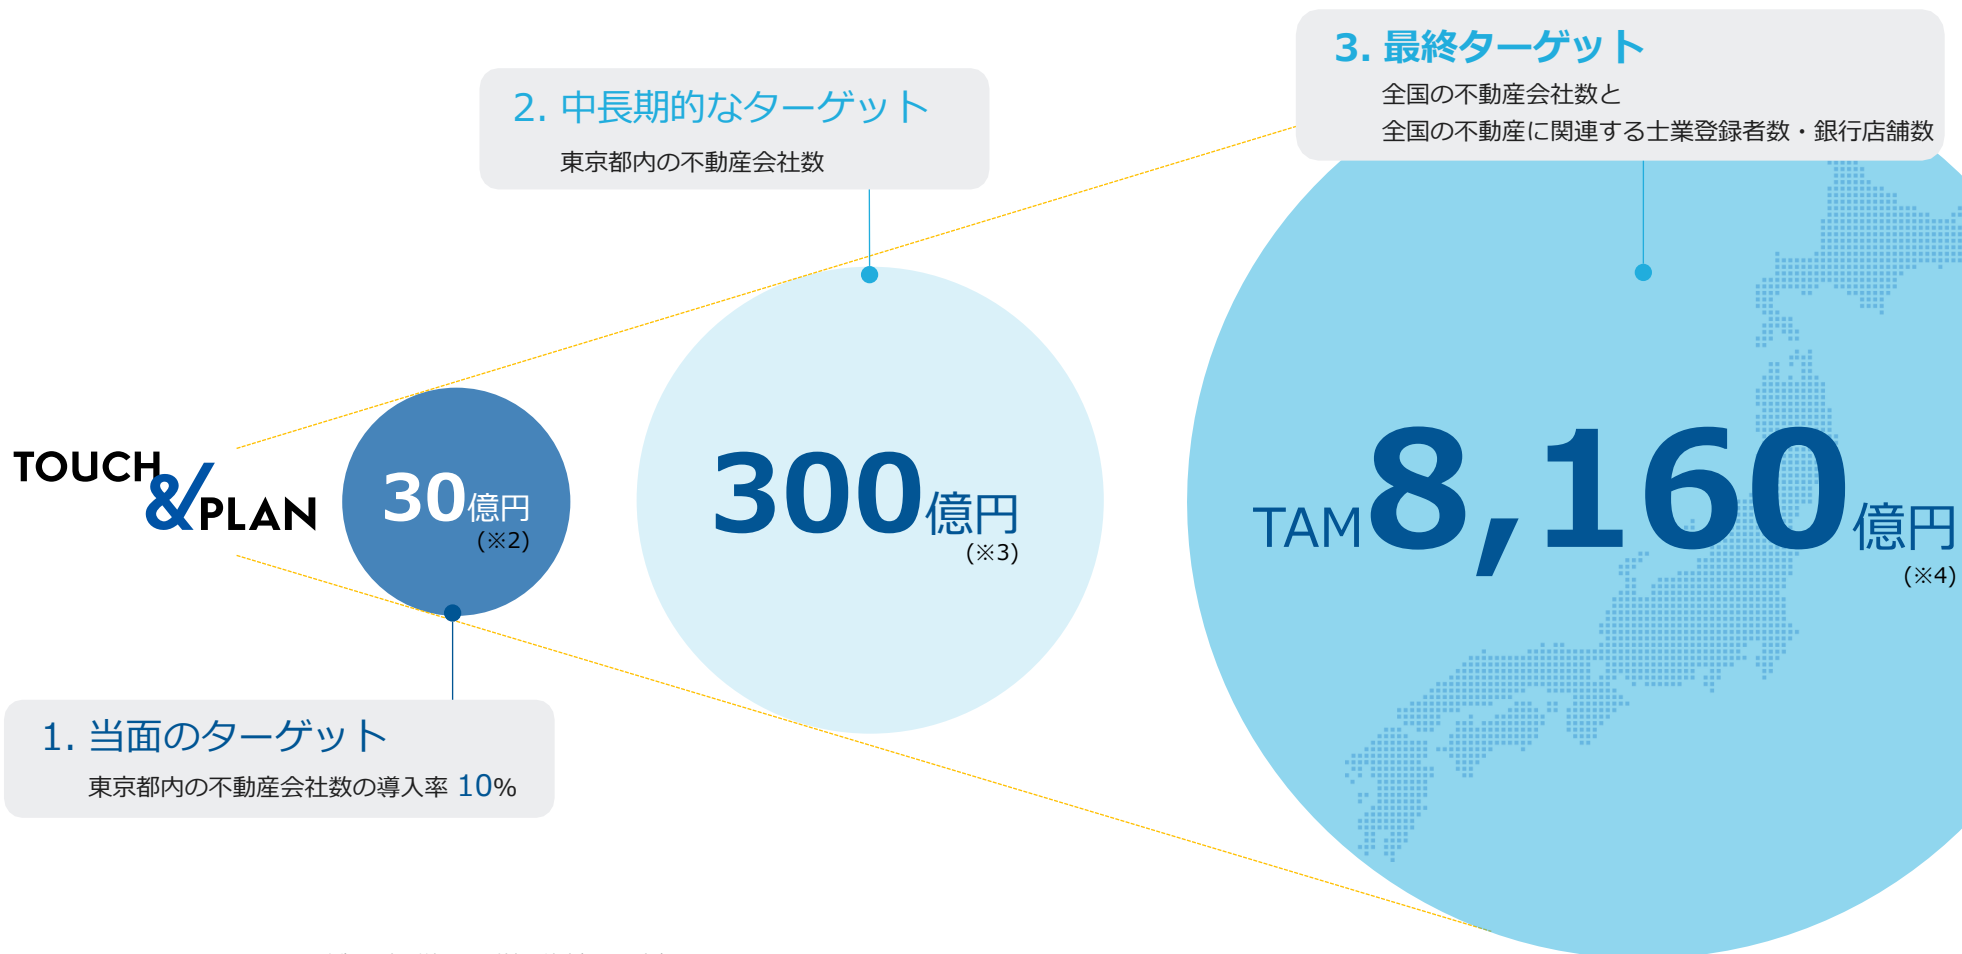 3. 最終ターゲット
全国の不動産会社数と
全国の不動産に関連する士業登録者数・銀行店舗数
2. 中長期的なターゲット
東京都内の不動産会社数
TOUCH
&PLAN
30億円
(※2)
300億円
(※3)
TAM8,160億円
(※4)
1. 当面のターゲット
東京都内の不動産会社数の導入率 10%